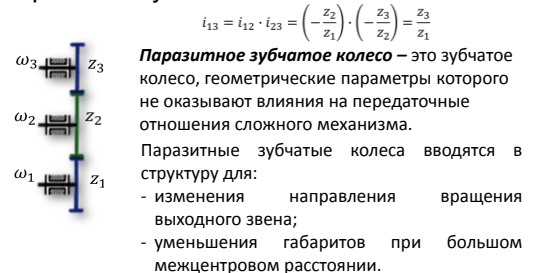 i₁₃ = i₁₂ · i₂₃ = (−z₂/z₁) · (−z₃/z₂) = z₃/z₁
ω₃ z₃
ω₂ z₂
ω₁ z₁
Паразитное зубчатое колесо – это зубчатое
колесо, геометрические параметры которого
не оказывают влияния на передаточные
отношения сложного механизма.
Паразитные зубчатые колеса вводятся в
структуру для:
- изменения направления вращения
выходного звена;
- уменьшения габаритов при большом
межцентровом расстоянии.